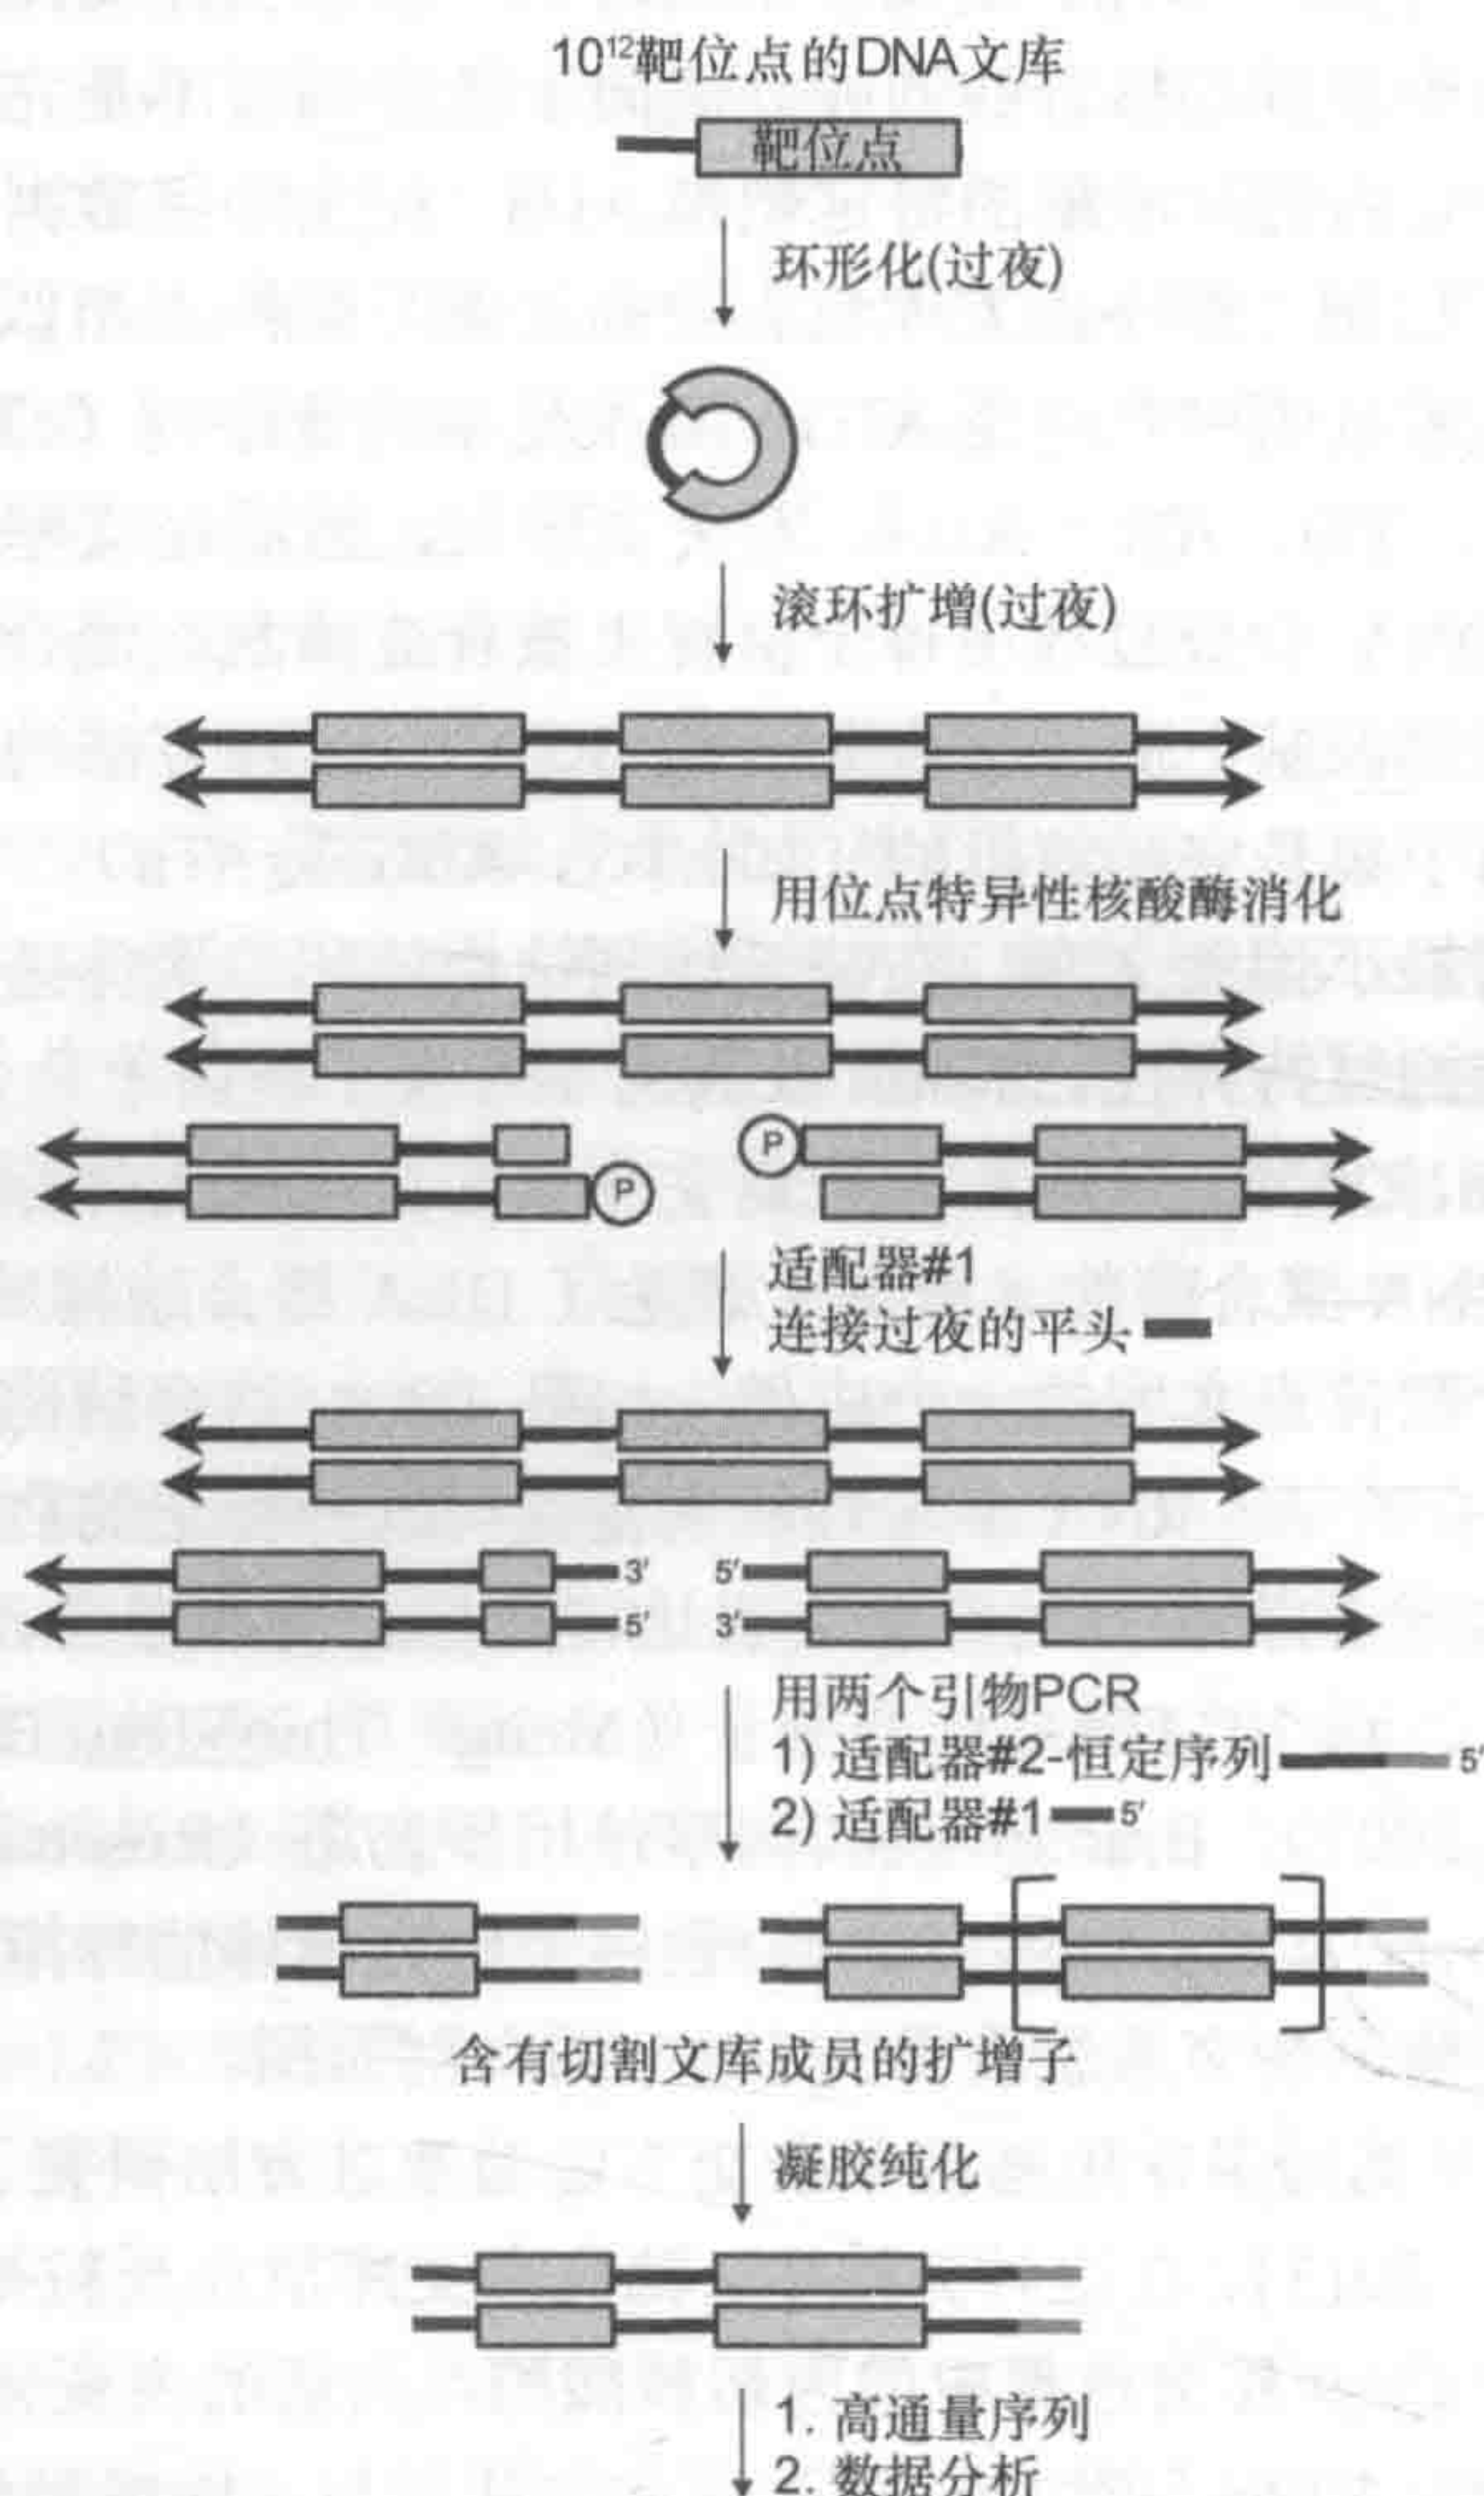 10¹²靶位点的DNA文库
靶位点
环形化(过夜)
滚环扩增(过夜)
用位点特异性核酸酶消化
P
P
适配器#1
连接过夜的平头
3′ 5′
5′ 3′
用两个引物PCR
1) 适配器#2-恒定序列 5′
2) 适配器#1 5′
含有切割文库成员的扩增子
凝胶纯化
1. 高通量序列
2. 数据分析